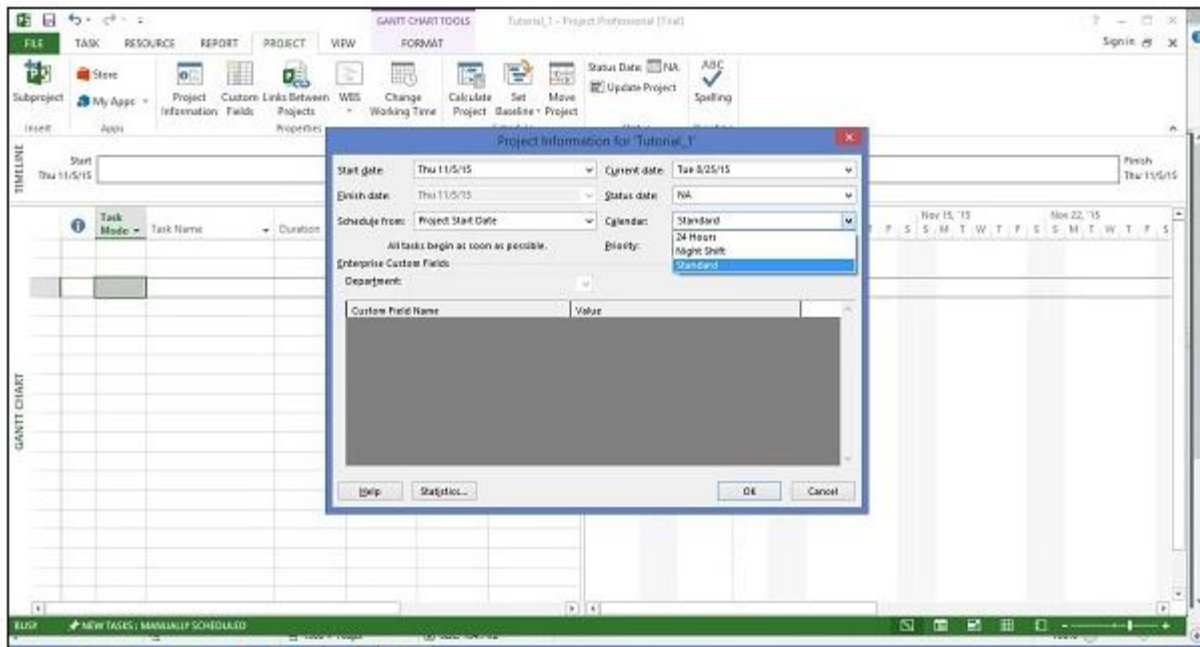 GANTT CHART TOOLS
Tutorial_1 - Project Professional (Trial)
FILE TASK RESOURCE REPORT PROJECT VIEW FORMAT
Sign in
Subproject
Store
My Apps
Project Information
Custom Fields
Links Between Projects
WBS
Change Working Time
Calculate Project
Set Baseline
Move Project
Status Date: NA
Update Project
ABC
Spelling
Insert
Apps
Properties
TIMELINE
Start
Thu 11/5/15
Finish
Thu 11/5/15
Project Information for 'Tutorial_1'
Start date: Thu 11/5/15
Current date: Tue 8/25/15
Finish date: Thu 11/5/15
Status date: NA
Schedule from: Project Start Date
Calendar: Standard
24 Hours
Night Shift
Standard
All tasks begin as soon as possible.
Priority:
Enterprise Custom Fields
Department:
Custom Field Name
Value
Help
Statistics...
OK
Cancel
Task Mode
Task Name
Duration
Nov 15, '15
Nov 22, '15
F S S M T W T F S S M T W T F S
GANTT CHART
BUSY
NEW TASKS : MANUALLY SCHEDULED